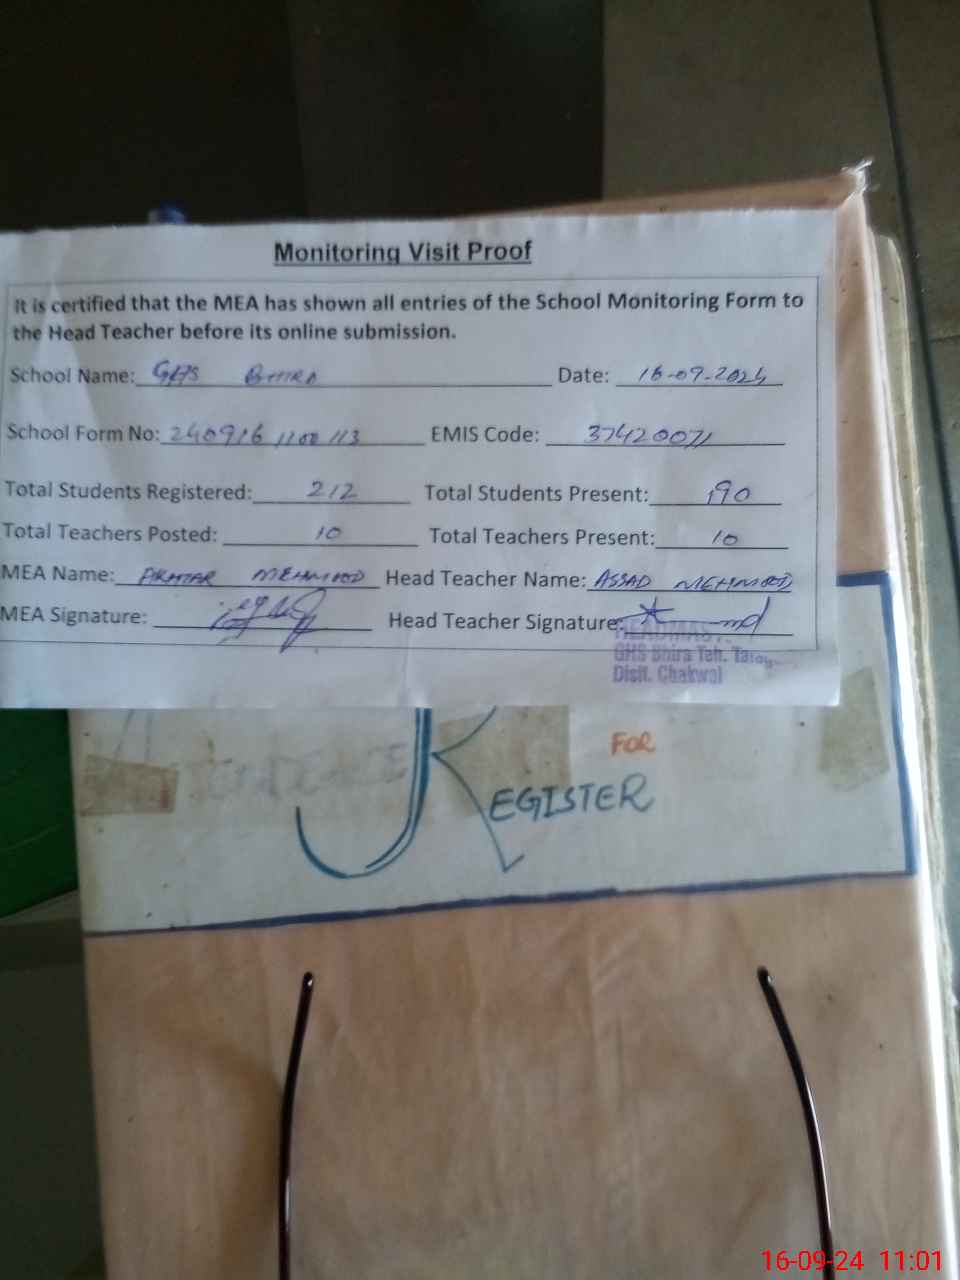 Monitoring Visit Proof
It is certified that the MEA has shown all entries of the School Monitoring Form to
the Head Teacher before its online submission.
School Name: GHS BHIRA Date: 16-09-2024
School Form No: 240916 1100 113 EMIS Code: 37420071
Total Students Registered: 212 Total Students Present: 190
Total Teachers Posted: 10 Total Teachers Present: 10
MEA Name: MEHMOOD Head Teacher Name: ASSAD MEHMOOD
MEA Signature: Head Teacher Signature:
GHS Bhira Teh.
Distt. Chakwal
FOR
REGISTER
16-09-24 11:01